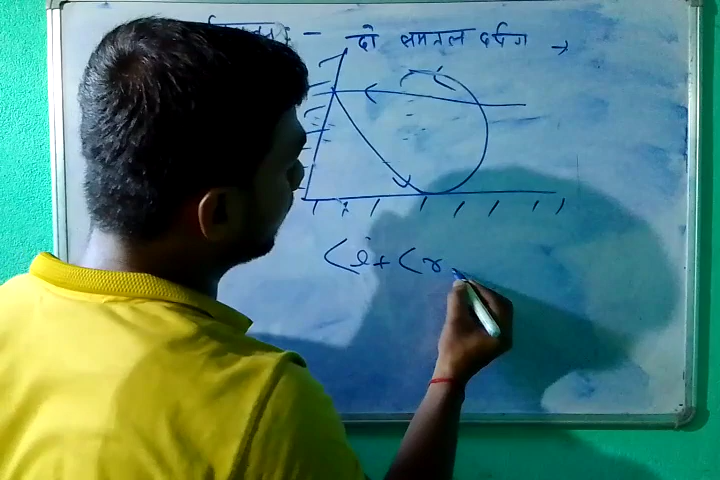 - दो समतल दर्पण →
<i + <r